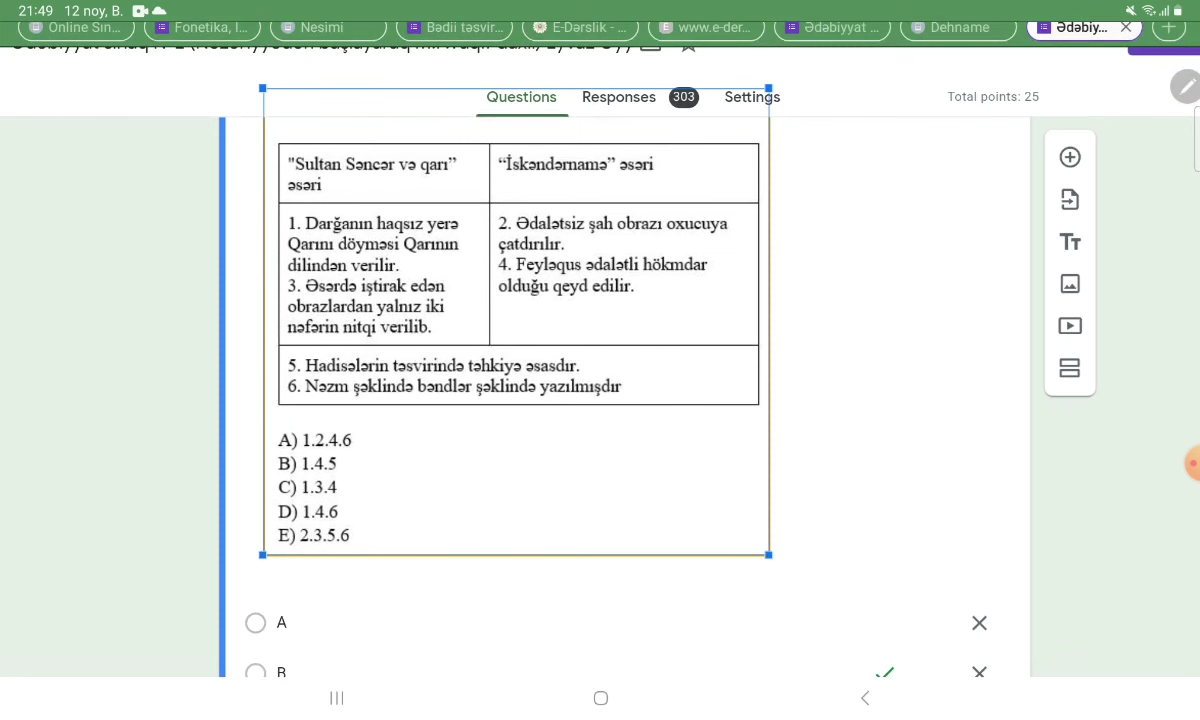 21:49 12 noy, B.
Online Sın...
Fonetika, l...
Nəsimi
Bədii təsvir...
E-Dərslik - ...
www.e-der...
Ədəbiyyat ...
Dehname
Ədəbiy...
Questions Responses 303 Settings Total points: 25
"Sultan Səncər və qarı” əsəri
“İskəndərnamə” əsəri
1. Darğanın haqsız yerə
Qarını döyməsi Qarının
dilindən verilir.
3. Əsərdə iştirak edən
obrazlardan yalnız iki
nəfərin nitqi verilib.
2. Ədalətsiz şah obrazı oxucuya
çatdırılır.
4. Feyləqus ədalətli hökmdar
olduğu qeyd edilir.
5. Hadisələrin təsvirində təhkiyə əsasdır.
6. Nəzm şəklində bəndlər şəklində yazılmışdır
A) 1.2.4.6
B) 1.4.5
C) 1.3.4
D) 1.4.6
E) 2.3.5.6
A
B